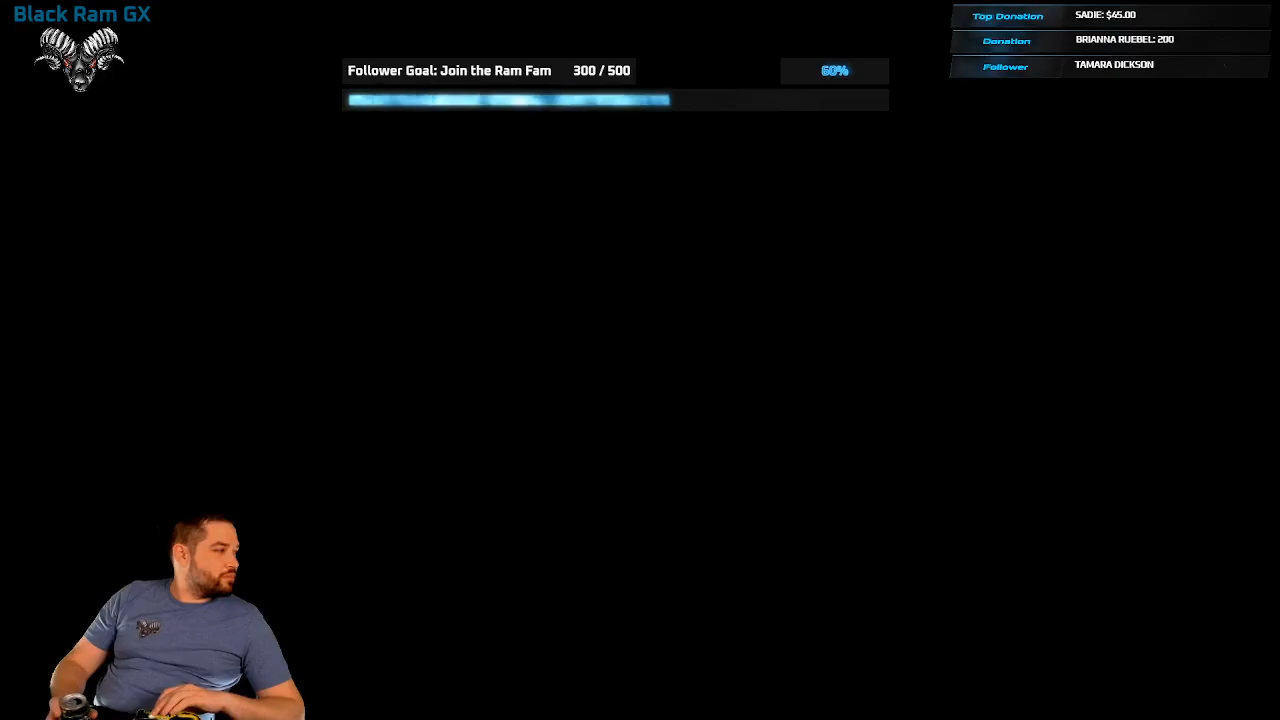 Black Ram GX
Top Donation SADIE: $45.00
Donation BRIANNA RUEBEL: 200
Follower TAMARA DICKSON
Follower Goal: Join the Ram Fam 300 / 500 60%